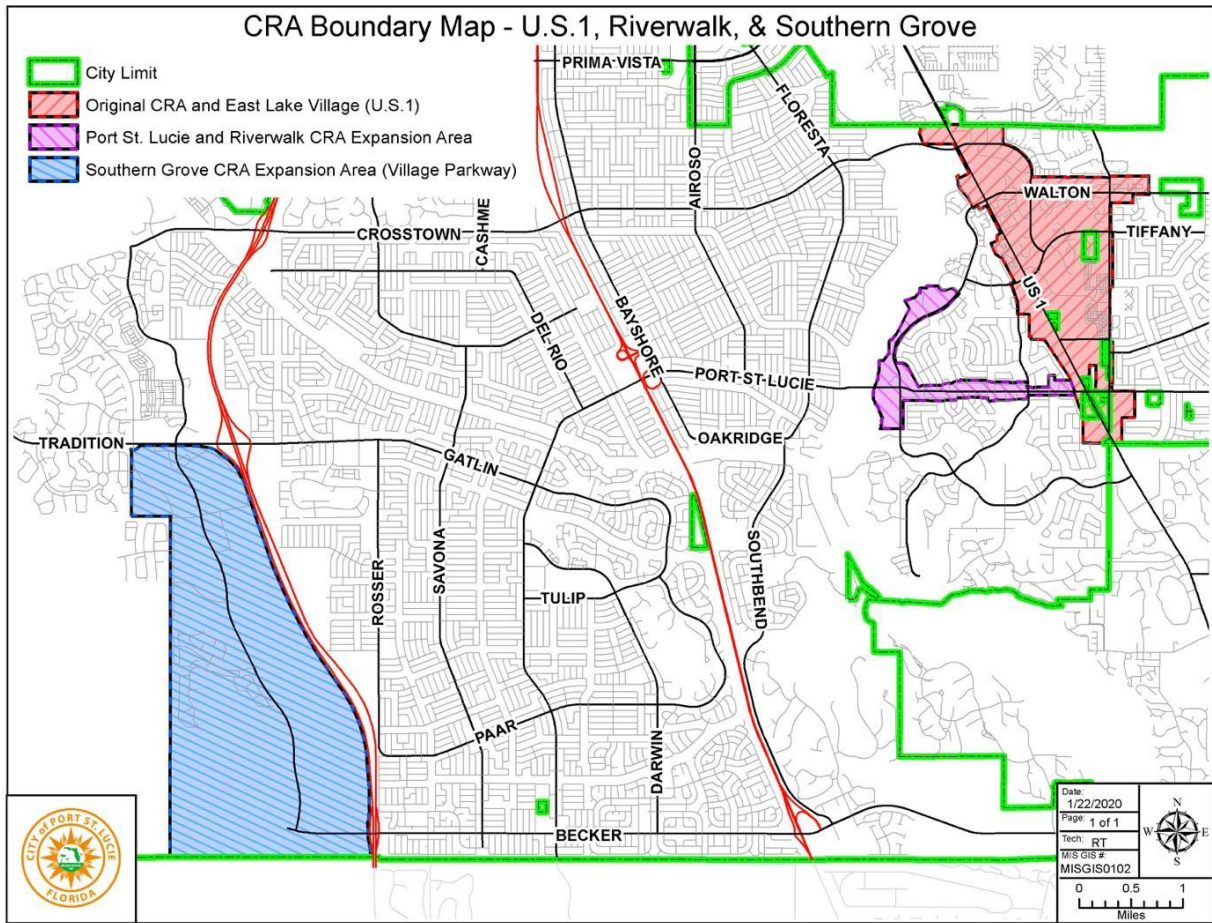 CRA Boundary Map - U.S.1, Riverwalk, & Southern Grove
City Limit
Original CRA and East Lake Village (U.S.1)
Port St. Lucie and Riverwalk CRA Expansion Area
Southern Grove CRA Expansion Area (Village Parkway)
PRIMA VISTA
FLORESTA
AIROSO
WALTON
TIFFANY
CASHMERE
CROSSTOWN
US 1
BAYSHORE
DEL RIO
PORT ST LUCIE
OAKRIDGE
TRADITION
GATLIN
ROSSER
SAVONA
TULIP
SOUTHBEND
PAAR
DARWIN
BECKER
CITY of PORT ST. LUCIE
FLORIDA
Date:
1/22/2020
Page: 1 of 1
Tech: RT
MIS GIS #:
MISGIS0102
N
W E
S
0 0.5 1
Miles